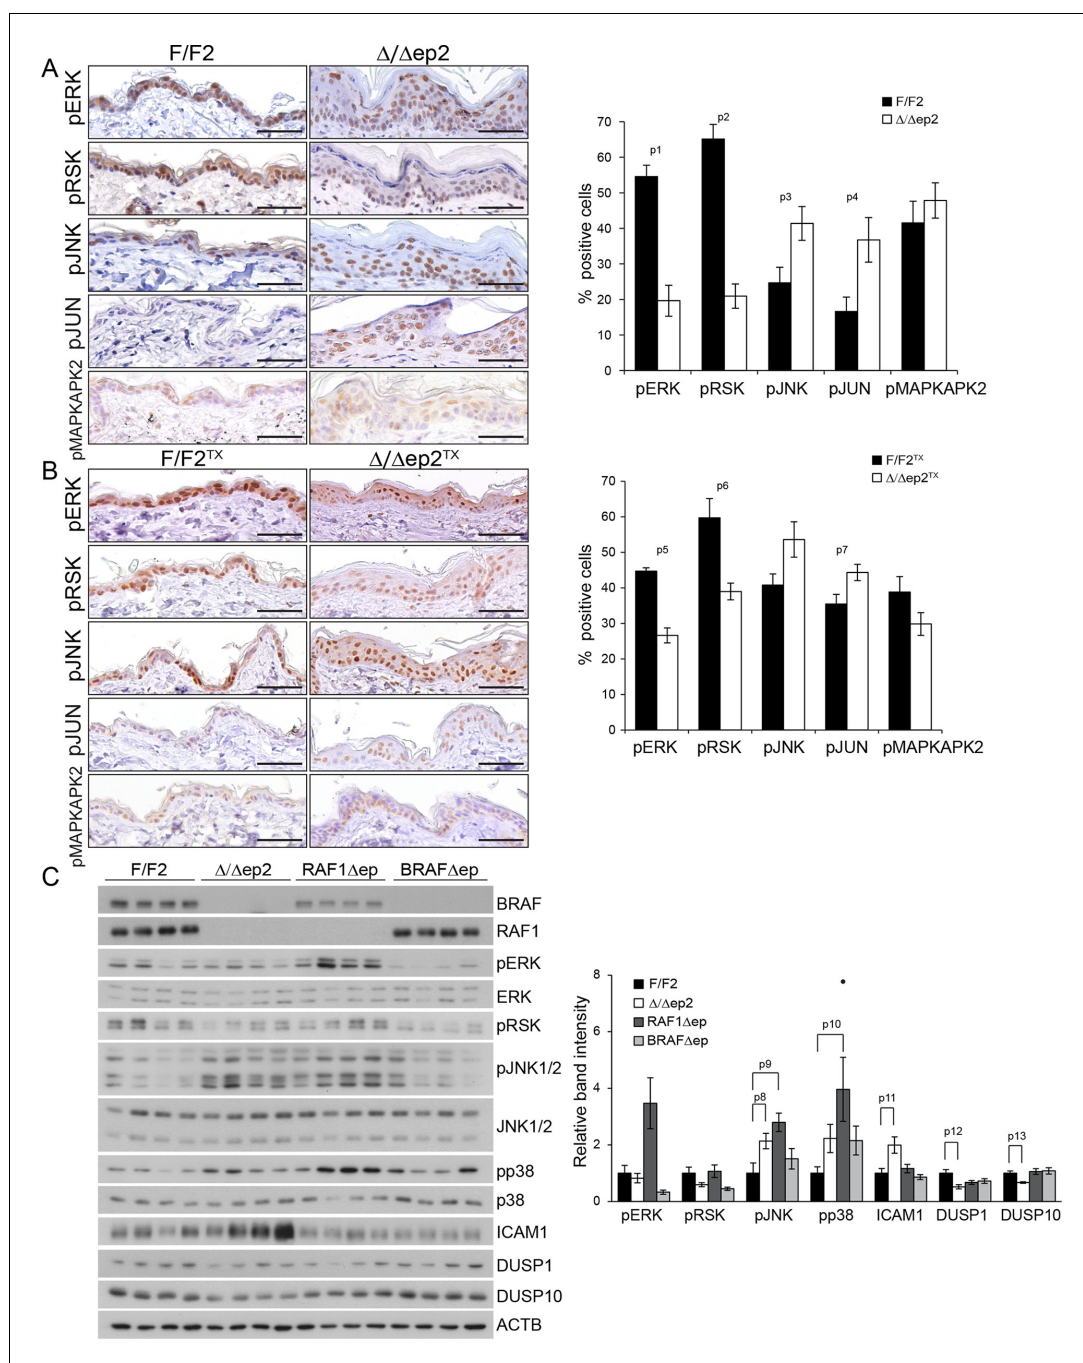 F/F2
Δ/Δep2
A
pERK
pRSK
pJNK
pJUN
pMAPKAPK2
F/F2
Δ/Δep2
70
60
50
40
30
20
10
0
% positive cells
p1
p2
p3
p4
pERK
pRSK
pJNK
pJUN
pMAPKAPK2
F/F2TX
Δ/Δep2TX
B
pERK
pRSK
pJNK
pJUN
pMAPKAPK2
F/F2TX
Δ/Δep2TX
70
60
50
40
30
20
10
0
% positive cells
p5
p6
p7
pERK
pRSK
pJNK
pJUN
pMAPKAPK2
C
F/F2
Δ/Δep2
RAF1Δep
BRAFΔep
BRAF
RAF1
pERK
ERK
pRSK
pJNK1/2
JNK1/2
pp38
p38
ICAM1
DUSP1
DUSP10
ACTB
F/F2
Δ/Δep2
RAF1Δep
BRAFΔep
8
6
4
2
0
Relative band intensity
p8
p9
p10
p11
p12
p13
pERK
pRSK
pJNK
pp38
ICAM1
DUSP1
DUSP10